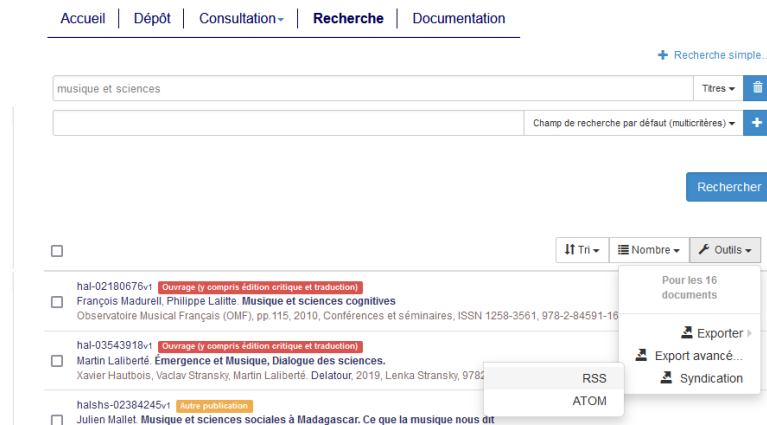 Accueil Dépôt Consultation Recherche Documentation
Recherche simple...
musique et sciences Titres
Champ de recherche par défaut (multicritères)
Rechercher
Tri Nombre Outils
Pour les 16
documents
hal-02180676v1 Ouvrage (y compris édition critique et traduction)
François Madurell, Philippe Lalitte. Musique et sciences cognitives
Observatoire Musical Français (OMF), pp.115, 2010, Conférences et séminaires, ISSN 1258-3561, 978-2-84591-16
Exporter
hal-03543918v1 Ouvrage (y compris édition critique et traduction)
Export avancé...
Martin Laliberté. Émergence et Musique, Dialogue des sciences.
Xavier Hautbois, Vaclav Stransky, Martin Laliberté. Delatour, 2019, Lenka Stransky, 9782
RSS Syndication
ATOM
halshs-02384245v1 Autre publication
Julien Mallet. Musique et sciences sociales à Madagascar. Ce que la musique nous dit